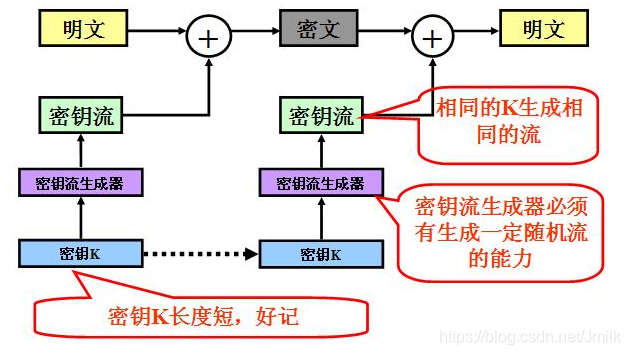 明文
密文
明文
密钥流
密钥流
相同的K生成相
同的流
密钥流生成器
密钥流生成器
密钥流生成器必须
有生成一定随机流
的能力
密钥K
密钥K
密钥K长度短，好记
https://blog.csdn.net/Jmilk